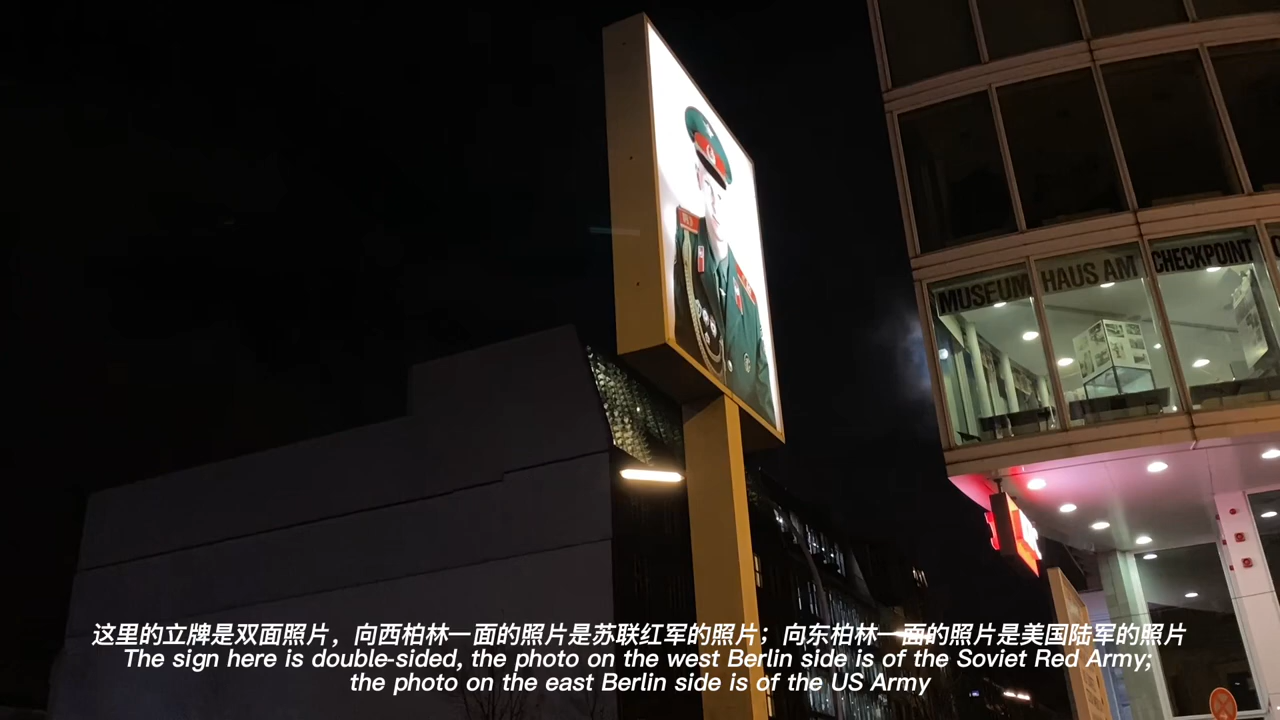 MUSEUM HAUS AM CHECKPOINT
这里的立牌是双面照片，向西柏林一面的照片是苏联红军的照片；向东柏林一面的照片是美国陆军的照片
The sign here is double-sided, the photo on the west Berlin side is of the Soviet Red Army;
the photo on the east Berlin side is of the US Army